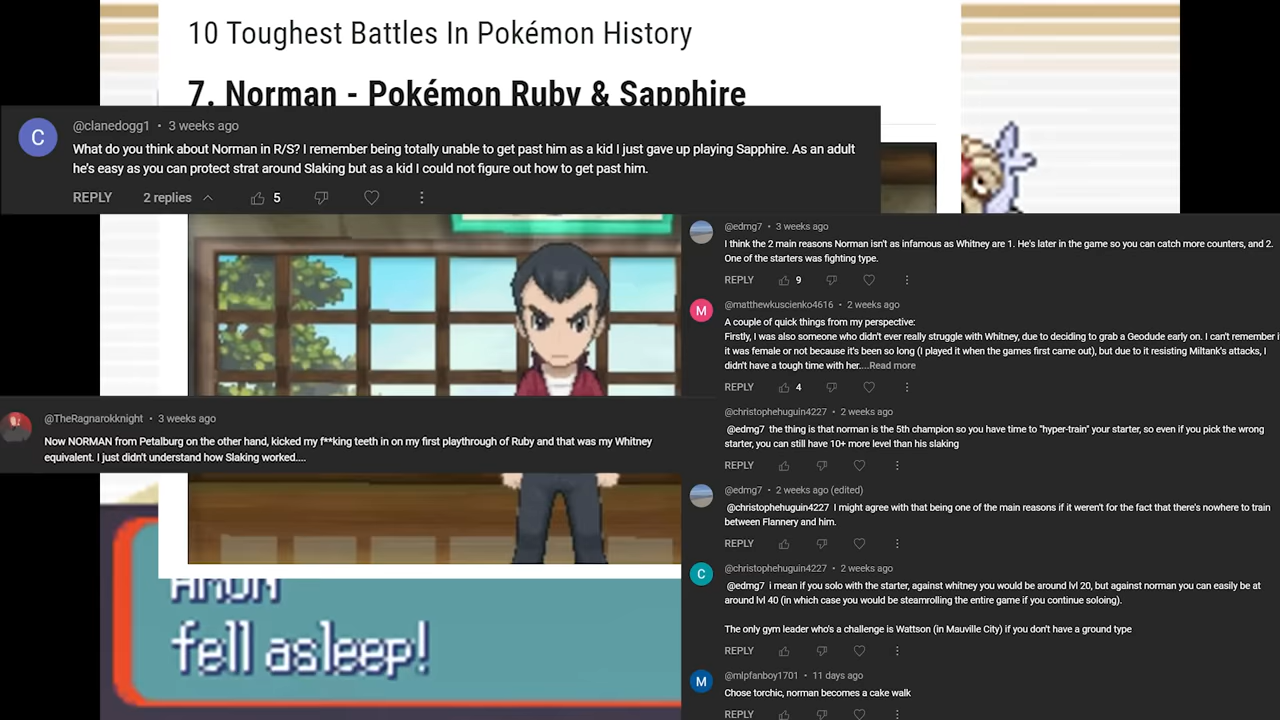 10 Toughest Battles In Pokémon History
7. Norman - Pokémon Ruby & Sapphire
C
@clanedogg1 • 3 weeks ago
What do you think about Norman in R/S? I remember being totally unable to get past him as a kid I just gave up playing Sapphire. As an adult
he's easy as you can protect strat around Slaking but as a kid I could not figure out how to get past him.
REPLY 2 replies 5
@edmg7 • 3 weeks ago
I think the 2 main reasons Norman isn't as infamous as Whitney are 1. He's later in the game so you can catch more counters, and 2.
One of the starters was fighting type.
REPLY 9
M
@matthewkuscienko4616 • 2 weeks ago
A couple of quick things from my perspective:
Firstly, I was also someone who didn't ever really struggle with Whitney, due to deciding to grab a Geodude early on. I can't remember i
it was female or not because it's been so long (I played it when the games first came out), but due to it resisting Miltank's attacks, I
didn't have a tough time with her....Read more
REPLY 4
@christophehuguin4227 • 2 weeks ago
@edmg7 the thing is that norman is the 5th champion so you have time to "hyper-train" your starter, so even if you pick the wrong
starter, you can still have 10+ more level than his slaking
REPLY
@TheRagnarokknight • 3 weeks ago
Now NORMAN from Petalburg on the other hand, kicked my f**king teeth in on my first playthrough of Ruby and that was my Whitney
equivalent. I just didn't understand how Slaking worked....
@edmg7 • 2 weeks ago (edited)
@christophehuguin4227 I might agree with that being one of the main reasons if it weren't for the fact that there's nowhere to train
between Flannery and him.
REPLY
C
@christophehuguin4227 • 2 weeks ago
@edmg7 i mean if you solo with the starter, against whitney you would be around lvl 20, but against norman you can easily be at
around lvl 40 (in which case you would be steamrolling the entire game if you continue soloing).
The only gym leader who's a challenge is Wattson (in Mauville City) if you don't have a ground type
REPLY
M
@mlpfanboy1701 • 11 days ago
Chose torchic, norman becomes a cake walk
REPLY
fell asleep!